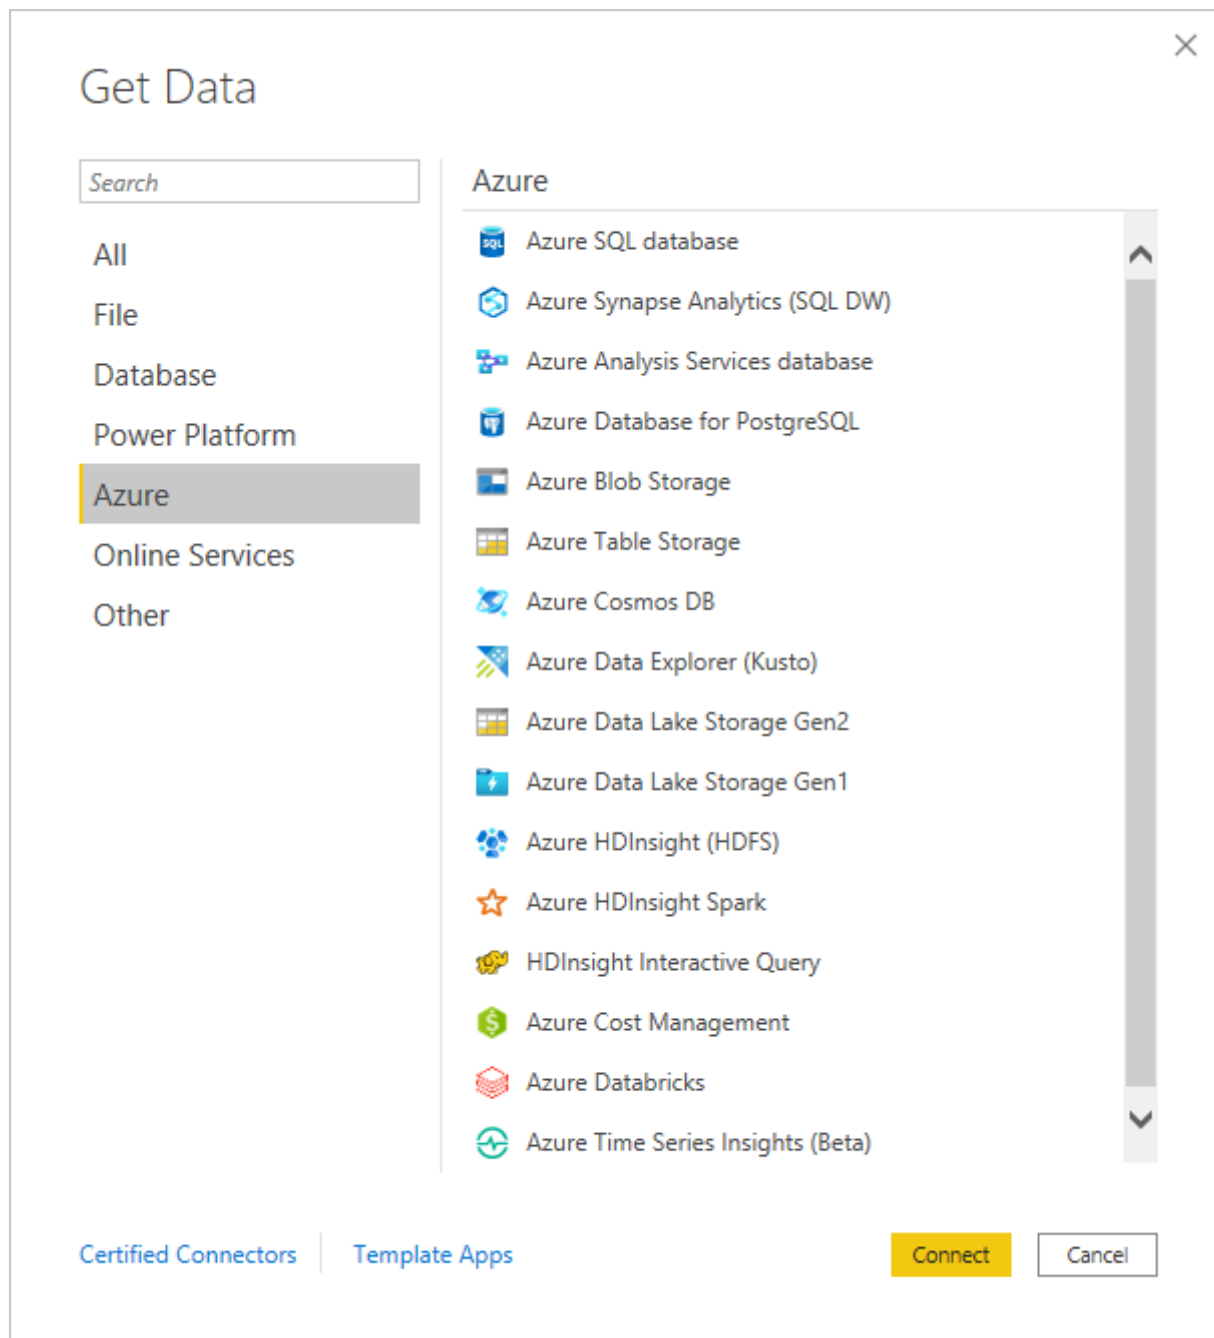 Get Data
Search
All
File
Database
Power Platform
Azure
Online Services
Other
Azure
SQL
Azure SQL database
Azure Synapse Analytics (SQL DW)
Azure Analysis Services database
Azure Database for PostgreSQL
Azure Blob Storage
Azure Table Storage
Azure Cosmos DB
Azure Data Explorer (Kusto)
Azure Data Lake Storage Gen2
Azure Data Lake Storage Gen1
Azure HDInsight (HDFS)
Azure HDInsight Spark
HDInsight Interactive Query
$
Azure Cost Management
Azure Databricks
Azure Time Series Insights (Beta)
Certified Connectors
Template Apps
Connect
Cancel